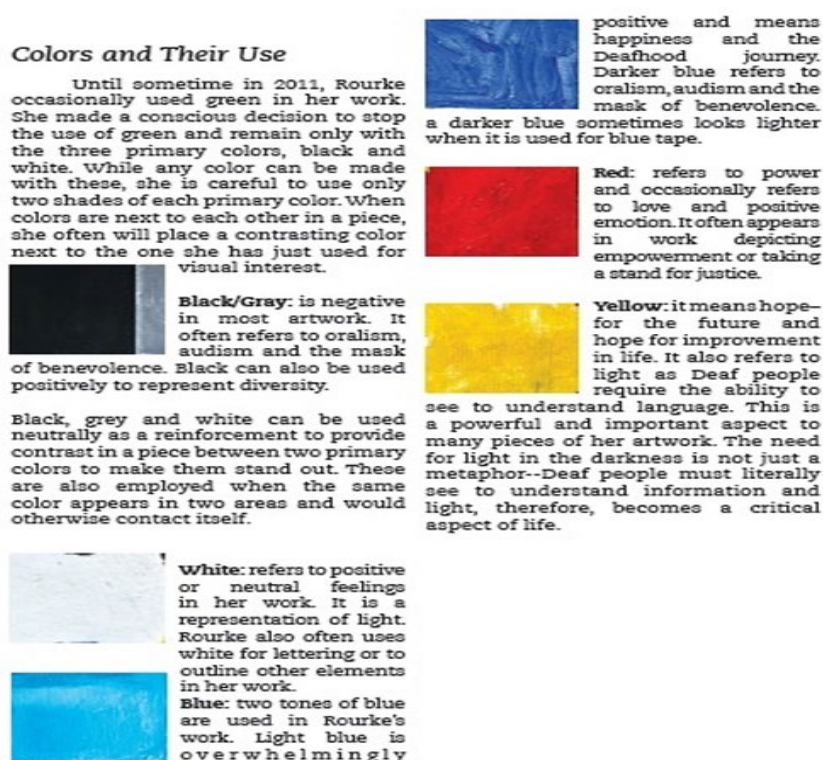 Colors and Their Use
Until sometime in 2011, Rourke
occasionally used green in her work.
She made a conscious decision to stop
the use of green and remain only with
the three primary colors, black and
white. While any color can be made
with these, she is careful to use only
two shades of each primary color. When
colors are next to each other in a piece,
she often will place a contrasting color
next to the one she has just used for
visual interest.
Black/Gray: is negative
in most artwork. It
often refers to oralism,
audism and the mask
of benevolence. Black can also be used
positively to represent diversity.
Black, grey and white can be used
neutrally as a reinforcement to provide
contrast in a piece between two primary
colors to make them stand out. These
are also employed when the same
color appears in two areas and would
otherwise contact itself.
White: refers to positive
or neutral feelings
in her work. It is a
representation of light.
Rourke also often uses
white for lettering or to
outline other elements
in her work.
Blue: two tones of blue
are used in Rourke's
work. Light blue is
overwhelmingly
positive and means
happiness and the
Deafhood journey.
Darker blue refers to
oralism, audism and the
mask of benevolence.
a darker blue sometimes looks lighter
when it is used for blue tape.
Red: refers to power
and occasionally refers
to love and positive
emotion. It often appears
in work depicting
empowerment or taking
a stand for justice.
Yellow: it means hope–
for the future and
hope for improvement
in life. It also refers to
light as Deaf people
require the ability to
see to understand language. This is
a powerful and important aspect to
many pieces of her artwork. The need
for light in the darkness is not just a
metaphor--Deaf people must literally
see to understand information and
light, therefore, becomes a critical
aspect of life.